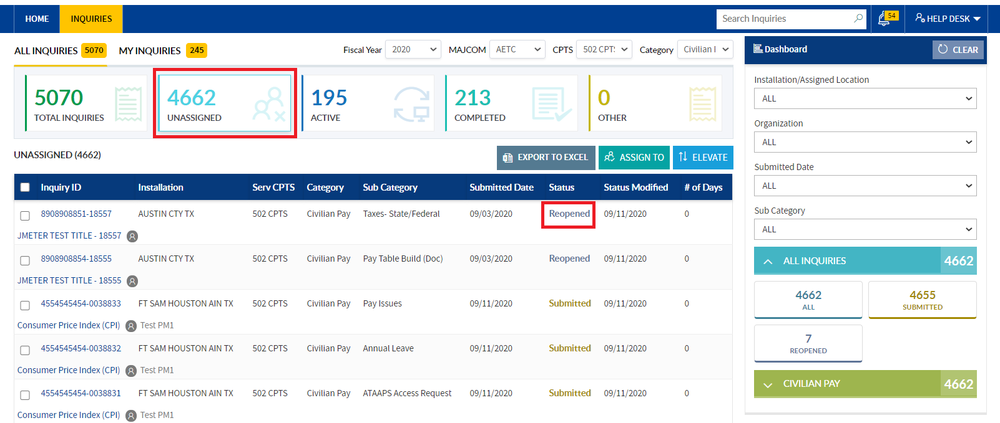 HOME INQUIRIES Search Inquiries 54 HELP DESK
ALL INQUIRIES 5070 MY INQUIRIES 245 Fiscal Year 2020 MAJCOM AETC CPTS 502 CPT Category Civilian
5070 TOTAL INQUIRIES
4662 UNASSIGNED
195 ACTIVE
213 COMPLETED
0 OTHER
UNASSIGNED (4662) EXPORT TO EXCEL ASSIGN TO ELEVATE
Inquiry ID Installation Serv CPTS Category Sub Category Submitted Date Status Status Modified # of Days
8908908851-18557 AUSTIN CTY TX 502 CPTS Civilian Pay Taxes- State/Federal 09/03/2020 Reopened 09/11/2020 0
JMETER TEST TITLE - 18557
8908908854-18555 AUSTIN CTY TX 502 CPTS Civilian Pay Pay Table Build (Doc) 09/03/2020 Reopened 09/11/2020 0
JMETER TEST TITLE - 18555
4554545454-0038833 FT SAM HOUSTON AIN TX 502 CPTS Civilian Pay Pay Issues 09/11/2020 Submitted 09/11/2020 0
Consumer Price Index (CPI) Test PM1
4554545454-0038832 FT SAM HOUSTON AIN TX 502 CPTS Civilian Pay Annual Leave 09/11/2020 Submitted 09/11/2020 0
Consumer Price Index (CPI) Test PM1
4554545454-0038831 FT SAM HOUSTON AIN TX 502 CPTS Civilian Pay ATAAPS Access Request 09/11/2020 Submitted 09/11/2020 0
Consumer Price Index (CPI) Test PM1
Dashboard CLEAR
Installation/Assigned Location
ALL
Organization
ALL
Submitted Date
ALL
Sub Category
ALL
ALL INQUIRIES 4662
4662 ALL
4655 SUBMITTED
7 REOPENED
CIVILIAN PAY 4662